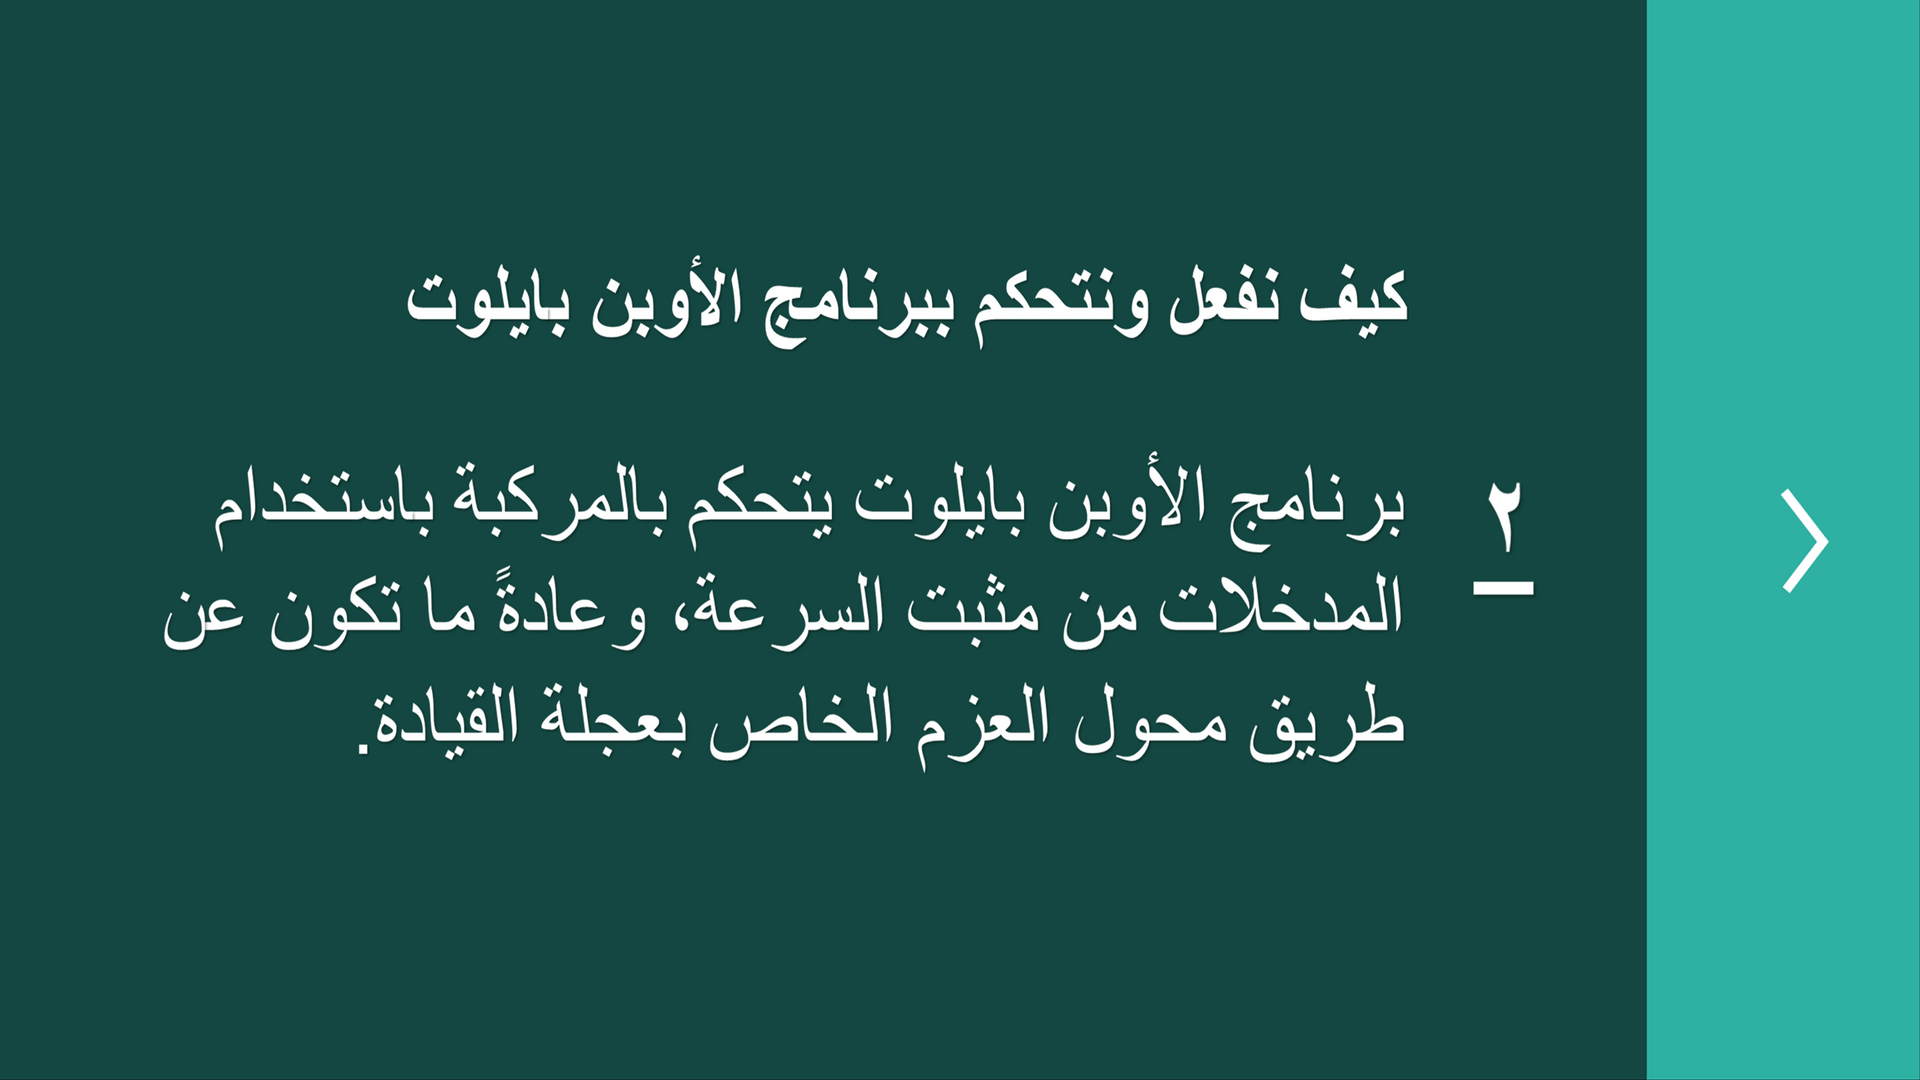 كيف نفعل ونتحكم ببرنامج الأوبن بايلوت
٢
برنامج الأوبن بايلوت يتحكم بالمركبة باستخدام
المدخلات من مثبت السرعة، وعادةً ما تكون عن
طريق محول العزم الخاص بعجلة القيادة.